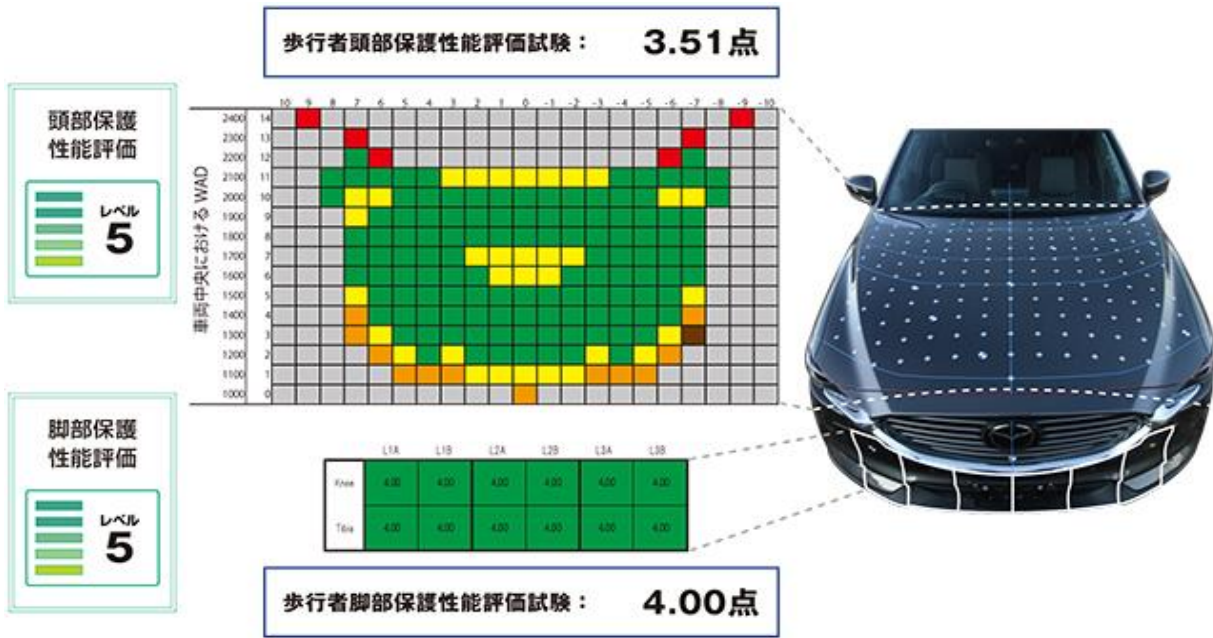 歩行者頭部保護性能評価試験： 3.51点
頭部保護
性能評価
レベル
5
10 9 8 7 6 5 4 3 2 1 0 -1 -2 -3 -4 -5 -6 -7 -8 -9 -10
車両中央における WAD
2400 14
2300 13
2200 12
2100 11
2000 10
1900 9
1800 8
1700 7
1600 6
1500 5
1400 4
1300 3
1200 2
1100 1
1000 0
脚部保護
性能評価
レベル
5
L1A L1B L2A L2B L3A L3B
Knee 4.00 4.00 4.00 4.00 4.00 4.00
Tibia 4.00 4.00 4.00 4.00 4.00 4.00
歩行者脚部保護性能評価試験： 4.00点